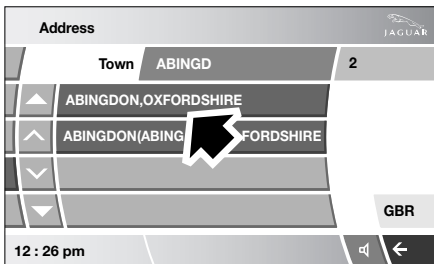 Address
JAGUAR
Town ABINGD 2
ABINGDON,OXFORDSHIRE
ABINGDON(ABING FORDSHIRE
GBR
12 : 26 pm